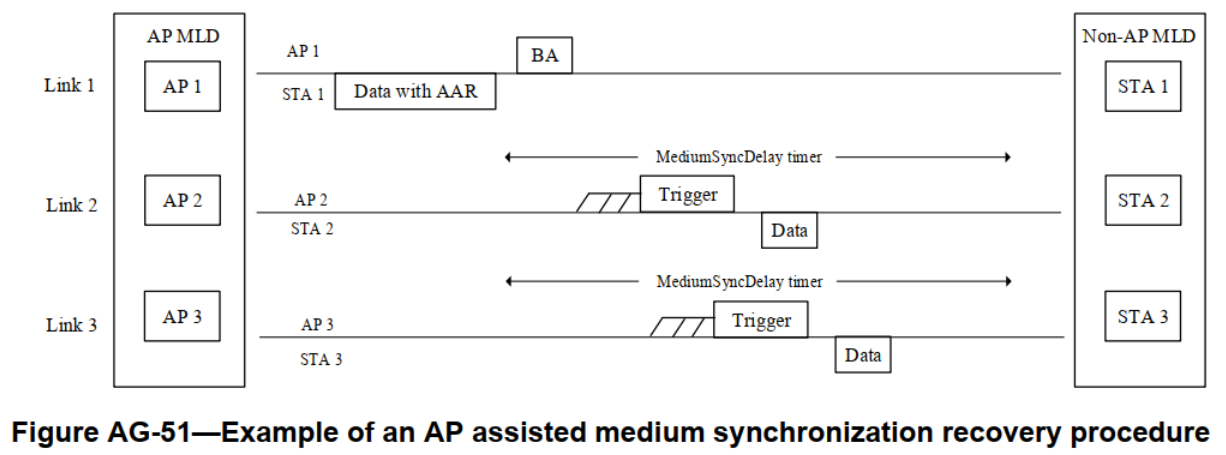 AP MLD
Non-AP MLD
AP 1
BA
Link 1
AP 1
STA 1
Data with AAR
STA 1
MediumSyncDelay timer
Link 2
AP 2
AP 2
Trigger
STA 2
STA 2
Data
MediumSyncDelay timer
Link 3
AP 3
AP 3
Trigger
STA 3
STA 3
Data
Figure AG-51—Example of an AP assisted medium synchronization recovery procedure